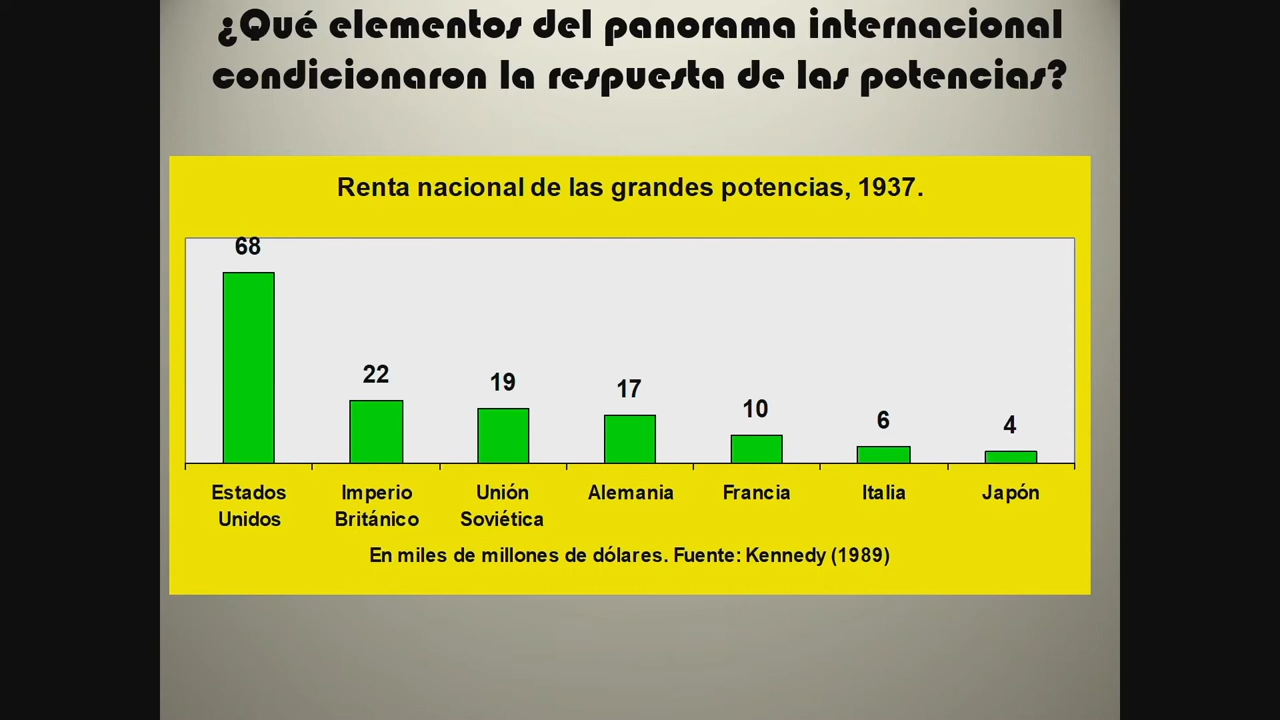 ¿Qué elementos del panorama internacional
condicionaron la respuesta de las potencias?
Renta nacional de las grandes potencias, 1937.
68
22
19
17
10
6
4
Estados Unidos
Imperio Británico
Unión Soviética
Alemania
Francia
Italia
Japón
En miles de millones de dólares. Fuente: Kennedy (1989)